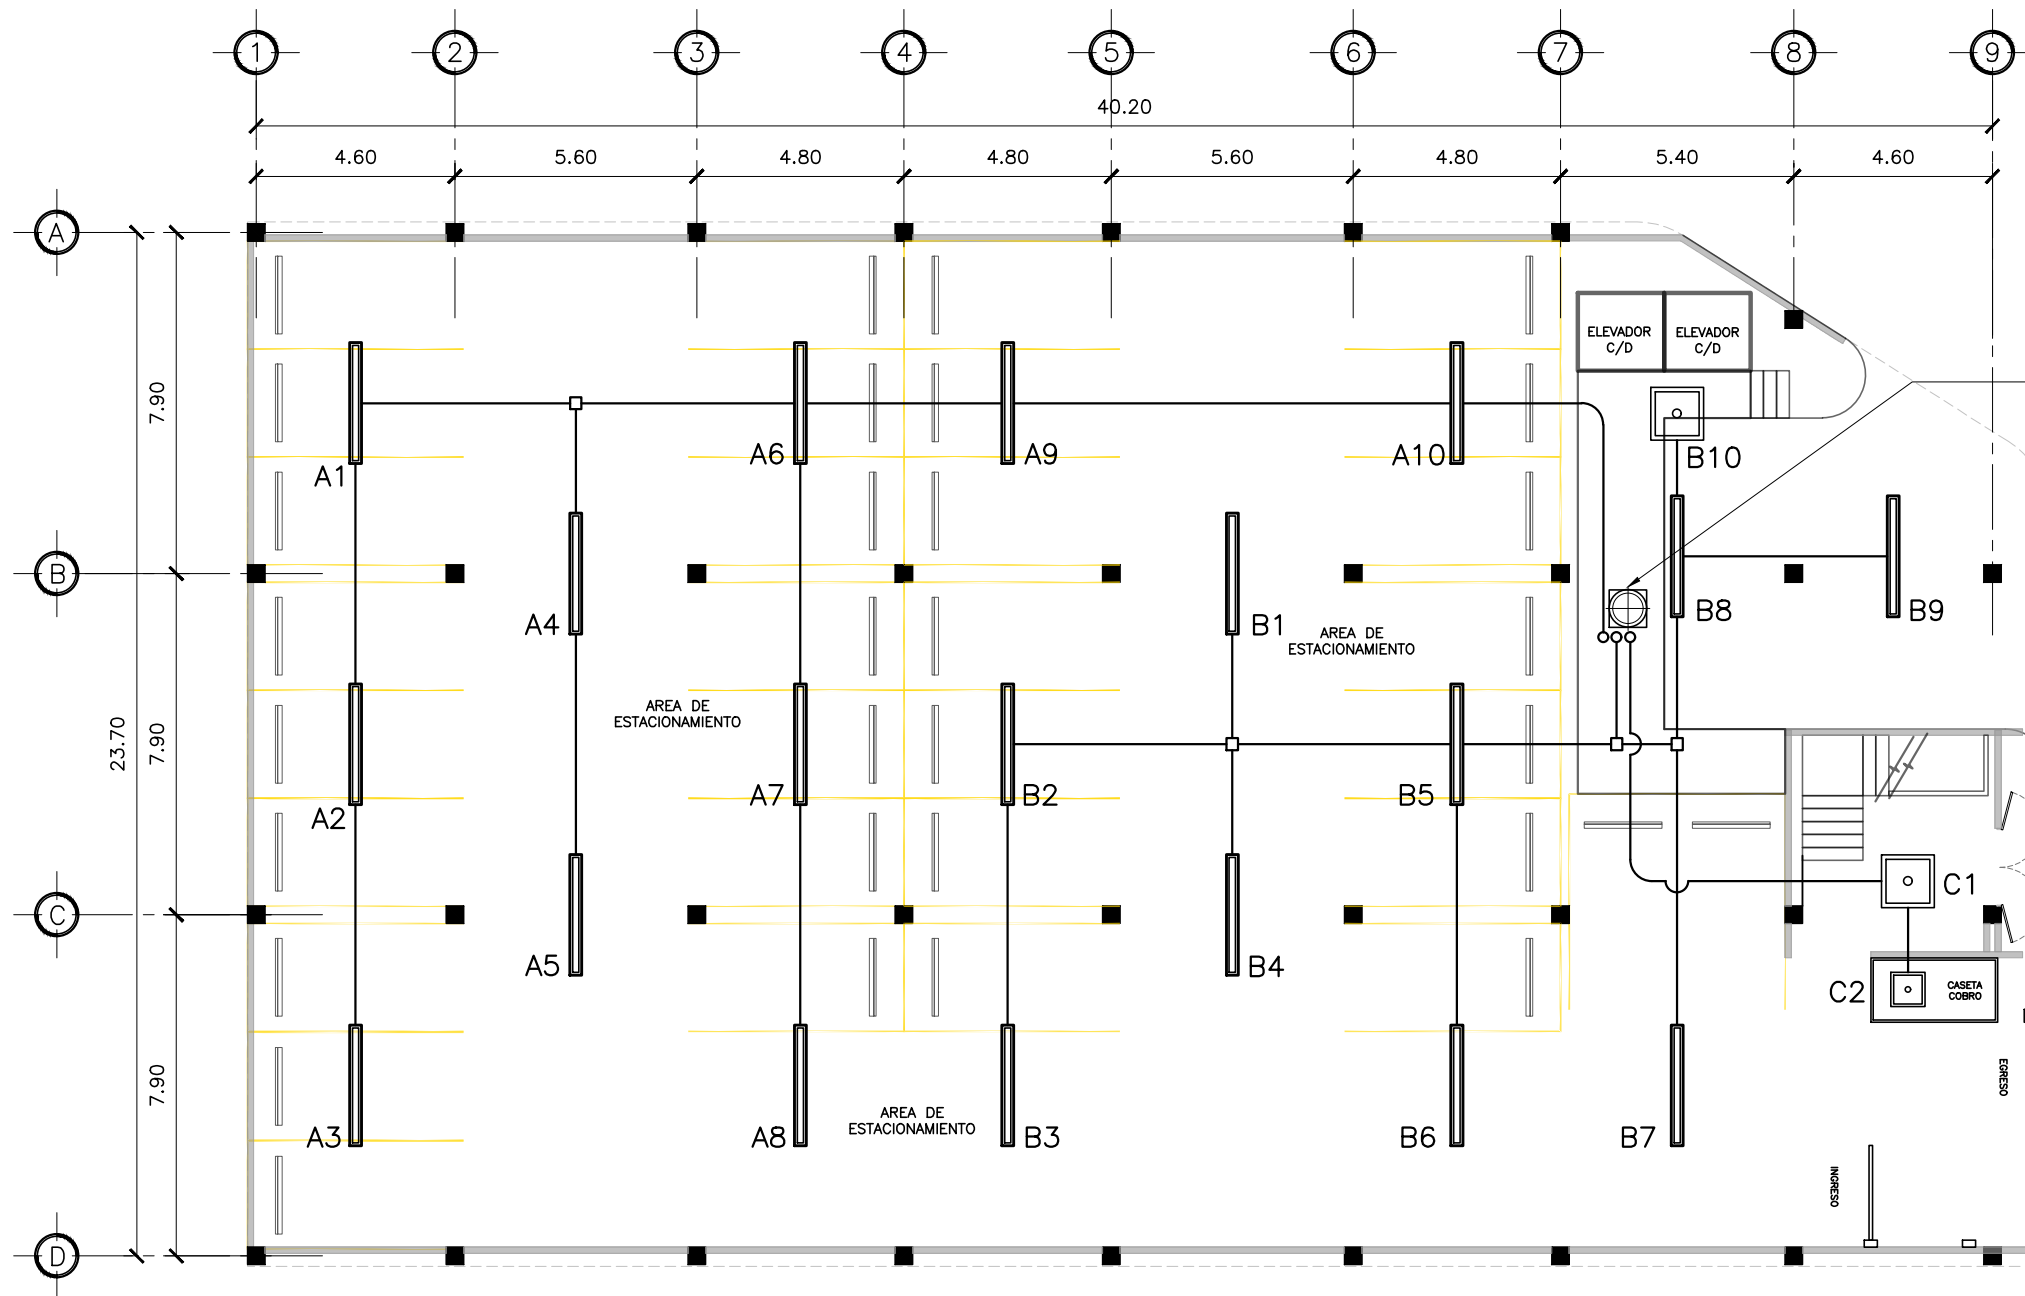 1 2 3 4 5 6 7 8 9
40.20
4.60 5.60 4.80 4.80 5.60 4.80 5.40 4.60
A
ELEVADOR
C/D
ELEVADOR
C/D
7.90
A1 A6 A9 A10 B10
B
A4 B1 B8 B9
AREA DE
ESTACIONAMIENTO
AREA DE
ESTACIONAMIENTO
23.70
7.90
A2 A7 B2 B5
C
C1
A5 B4
C2
CASETA
COBRO
7.90
EGRESO
AREA DE
ESTACIONAMIENTO
A3 A8 B3 B6 B7
INGRESO
D